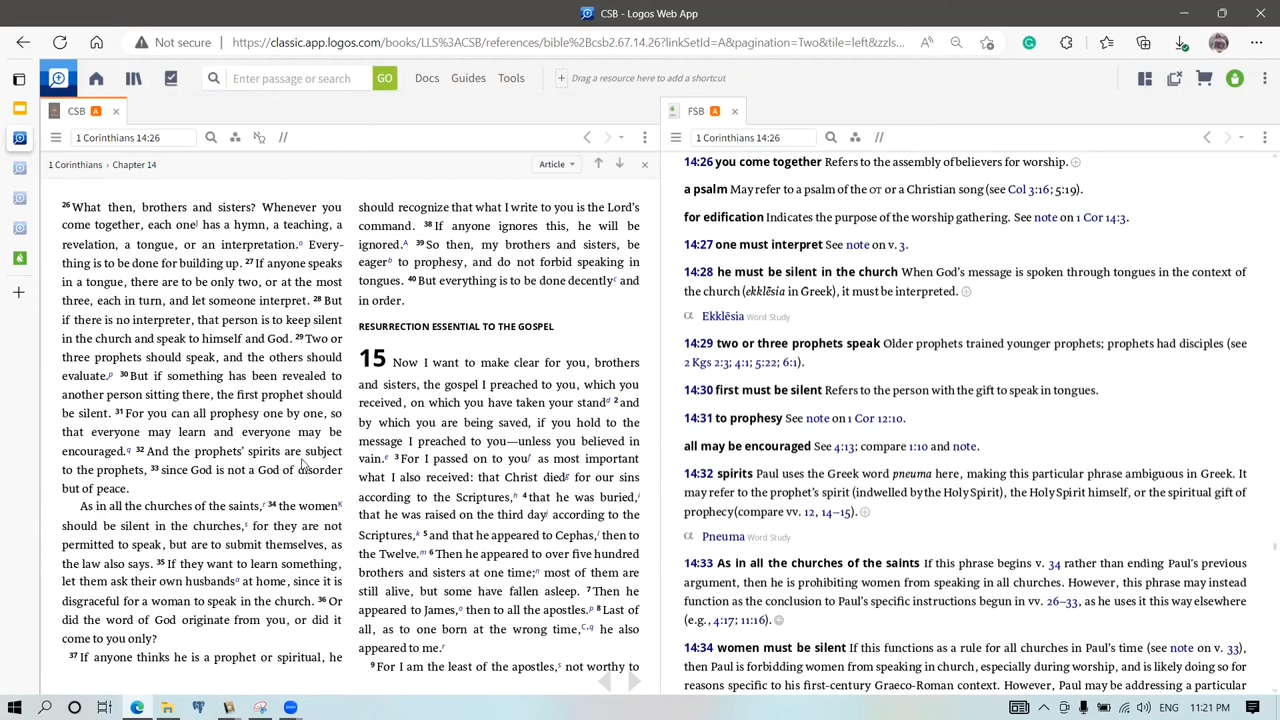 CSB - Logos Web App
Not secure https://classic.app.logos.com/books/LLS%3ACSB/references/bible%2Bcsb2.67.14.26?linkSetId=A&pagination=Two&tile=left&zzls...
Enter passage or search GO Docs Guides Tools Drag a resource here to add a shortcut
CSB A
1 Corinthians 14:26
1 Corinthians › Chapter 14 Article
26 What then, brothers and sisters? Whenever you
come together, each one has a hymn, a teaching, a
revelation, a tongue, or an interpretation.o Every-
thing is to be done for building up. 27 If anyone speaks
in a tongue, there are to be only two, or at the most
three, each in turn, and let someone interpret. 28 But
if there is no interpreter, that person is to keep silent
in the church and speak to himself and God. 29 Two or
three prophets should speak, and the others should
evaluate.p 30 But if something has been revealed to
another person sitting there, the first prophet should
be silent. 31 For you can all prophesy one by one, so
that everyone may learn and everyone may be
encouraged.q 32 And the prophets' spirits are subject
to the prophets, 33 since God is not a God of disorder
but of peace.
As in all the churches of the saints,r 34 the womenK
should be silent in the churches,s for they are not
permitted to speak, but are to submit themselves, as
the law also says. 35 If they want to learn something,
let them ask their own husbands at home, since it is
disgraceful for a woman to speak in the church. 36 Or
did the word of God originate from you, or did it
come to you only?
37 If anyone thinks he is a prophet or spiritual, he
should recognize that what I write to you is the Lord's
command. 38 If anyone ignores this, he will be
ignored.A 39 So then, my brothers and sisters, be
eagerb to prophesy, and do not forbid speaking in
tongues. 40 But everything is to be done decentlyc and
in order.
RESURRECTION ESSENTIAL TO THE GOSPEL
15 Now I want to make clear for you, brothers
and sisters, the gospel I preached to you, which you
received, on which you have taken your standd 2 and
by which you are being saved, if you hold to the
message I preached to you—unless you believed in
vain.e 3 For I passed on to youf as most important
what I also received: that Christ diedg for our sins
according to the Scriptures,h 4 that he was buried,i
that he was raised on the third dayj according to the
Scriptures,k 5 and that he appeared to Cephas,l then to
the Twelve.m 6 Then he appeared to over five hundred
brothers and sisters at one time;n most of them are
still alive, but some have fallen asleep. 7 Then he
appeared to James,o then to all the apostles.p 8 Last of
all, as to one born at the wrong time,C,q he also
appeared to me.r
9 For I am the least of the apostles,s not worthy to
FSB A
1 Corinthians 14:26
14:26 you come together Refers to the assembly of believers for worship.
a psalm May refer to a psalm of the OT or a Christian song (see Col 3:16; 5:19).
for edification Indicates the purpose of the worship gathering. See note on 1 Cor 14:3.
14:27 one must interpret See note on v. 3.
14:28 he must be silent in the church When God's message is spoken through tongues in the context of
the church (ekklēsia in Greek), it must be interpreted.
α Ekklēsia Word Study
14:29 two or three prophets speak Older prophets trained younger prophets; prophets had disciples (see
2 Kgs 2:3; 4:1; 5:22; 6:1).
14:30 first must be silent Refers to the person with the gift to speak in tongues.
14:31 to prophesy See note on 1 Cor 12:10.
all may be encouraged See 4:13; compare 1:10 and note.
14:32 spirits Paul uses the Greek word pneuma here, making this particular phrase ambiguous in Greek. It
may refer to the prophet's spirit (indwelled by the Holy Spirit), the Holy Spirit himself, or the spiritual gift of
prophecy(compare vv. 12, 14–15).
α Pneuma Word Study
14:33 As in all the churches of the saints If this phrase begins v. 34 rather than ending Paul's previous
argument, then he is prohibiting women from speaking in all churches. However, this phrase may instead
function as the conclusion to Paul's specific instructions begun in vv. 26–33, as he uses it this way elsewhere
(e.g., 4:17; 11:16).
14:34 women must be silent If this functions as a rule for all churches in Paul's time (see note on v. 33),
then Paul is forbidding women from speaking in church, especially during worship, and is likely doing so for
reasons specific to his first-century Graeco-Roman context. However, Paul may be addressing a particular
ENG 11:21 PM